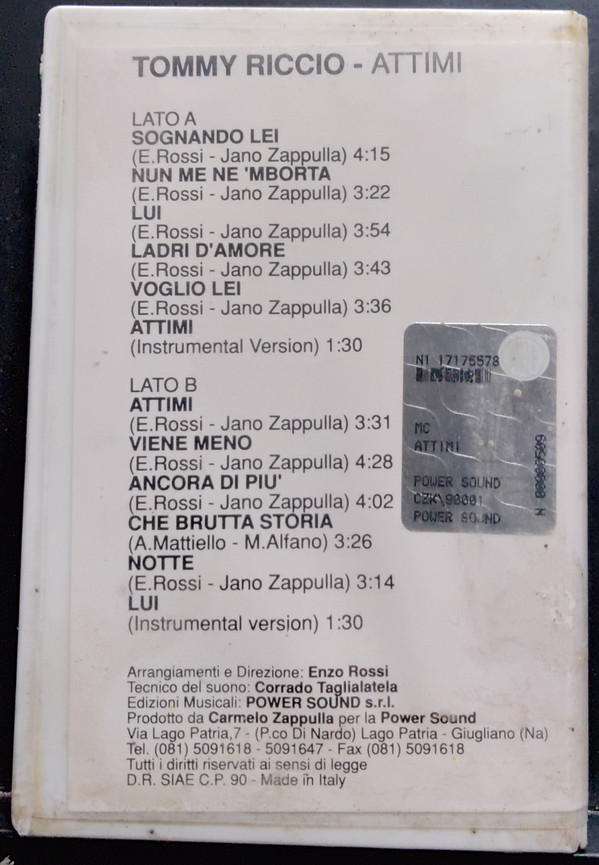 TOMMY RICCIO - ATTIMI
LATO A
SOGNANDO LEI
(E.Rossi - Jano Zappulla) 4:15
NUN ME NE 'MBORTA
(E.Rossi - Jano Zappulla) 3:22
LUI
(E.Rossi - Jano Zappulla) 3:54
LADRI D'AMORE
(E.Rossi - Jano Zappulla) 3:43
VOGLIO LEI
(E.Rossi - Jano Zappulla) 3:36
ATTIMI
(Instrumental Version) 1:30
LATO B
ATTIMI
(E.Rossi - Jano Zappulla) 3:31
VIENE MENO
(E.Rossi - Jano Zappulla) 4:28
ANCORA DI PIU'
(E.Rossi - Jano Zappulla) 4:02
CHE BRUTTA STORIA
(A.Mattiello - M.Alfano) 3:26
NOTTE
(E.Rossi - Jano Zappulla) 3:14
LUI
(Instrumental version) 1:30
N1 17175578
MC
ATTIMI
POWER SOUND
CZK\90001
POWER SOUND
Arrangiamenti e Direzione: Enzo Rossi
Tecnico del suono: Corrado Taglialatela
Edizioni Musicali: POWER SOUND s.r.l.
Prodotto da Carmelo Zappulla per la Power Sound
Via Lago Patria,7 - (P.co Di Nardo) Lago Patria - Giugliano (Na)
Tel. (081) 5091618 - 5091647 - Fax (081) 5091618
Tutti i diritti riservati ai sensi di legge
D.R. SIAE C.P. 90 - Made in Italy